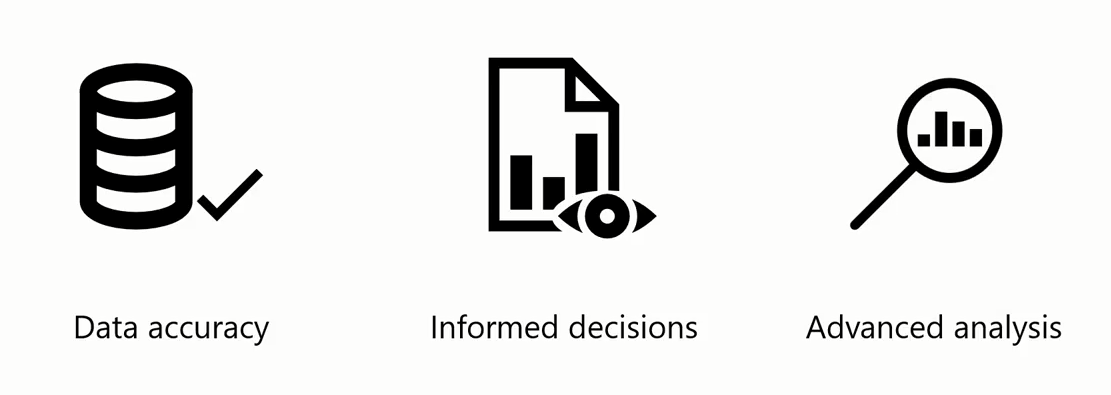 Data accuracy
Informed decisions
Advanced analysis